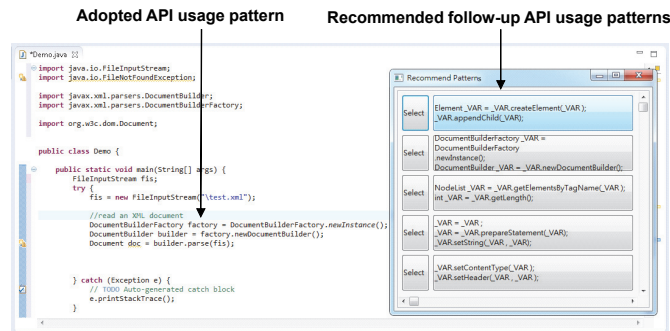 Adopted API usage pattern
Recommended follow-up API usage patterns
*Demo.java
import java.io.FileInputStream;
import java.io.FileNotFoundException;
import javax.xml.parsers.DocumentBuilder;
import javax.xml.parsers.DocumentBuilderFactory;
import org.w3c.dom.Document;
public class Demo {
public static void main(String[] args) {
FileInputStream fis;
try {
fis = new FileInputStream("\test.xml");
//read an XML document
DocumentBuilderFactory factory = DocumentBuilderFactory.newInstance();
DocumentBuilder builder = factory.newDocumentBuilder();
Document doc = builder.parse(fis);
} catch (Exception e) {
// TODO Auto-generated catch block
e.printStackTrace();
}
Recommend Patterns
Select
Element _VAR = _VAR.createElement(_VAR );
_VAR.appendChild(_VAR);
Select
DocumentBuilderFactory _VAR =
DocumentBuilderFactory
.newInstance();
DocumentBuilder _VAR = _VAR.newDocumentBuilder();
Select
NodeList _VAR = _VAR.getElementsByTagName(_VAR );
int _VAR = _VAR.getLength();
Select
_VAR = _VAR ;
_VAR = _VAR.prepareStatement(_VAR);
_VAR.setString(_VAR , _VAR);
Select
_VAR.setContentType(_VAR );
_VAR.setHeader(_VAR , _VAR );